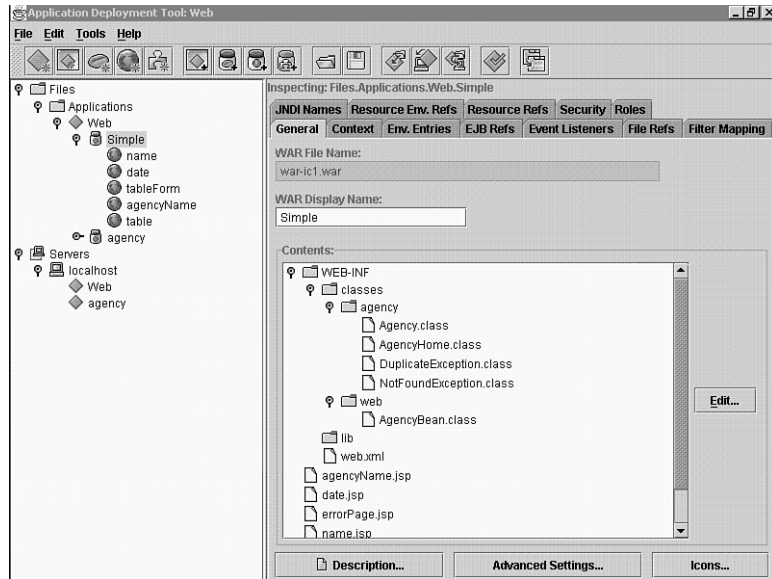 Application Deployment Tool: Web
File Edit Tools Help
Files
Applications
Web
Simple
name
date
tableForm
agencyName
table
agency
Servers
localhost
Web
agency
Inspecting: Files.Applications.Web.Simple
JNDI Names Resource Env. Refs Resource Refs Security Roles
General Context Env. Entries EJB Refs Event Listeners File Refs Filter Mapping
WAR File Name:
war-ic1.war
WAR Display Name:
Simple
Contents:
WEB-INF
classes
agency
Agency.class
AgencyHome.class
DuplicateException.class
NotFoundException.class
web
AgencyBean.class
lib
web.xml
agencyName.jsp
date.jsp
errorPage.jsp
name.jsp
Edit...
Description... Advanced Settings... Icons...